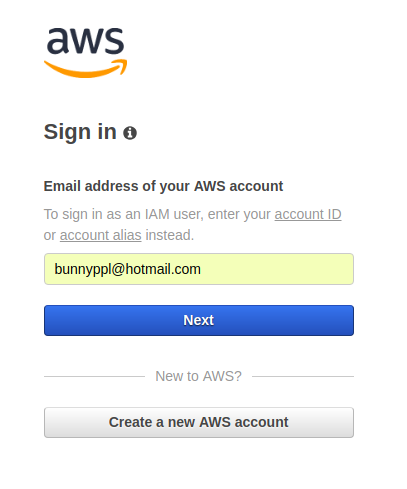 aws
Sign in
Email address of your AWS account
To sign in as an IAM user, enter your account ID
or account alias instead.
bunnyppl@hotmail.com
Next
New to AWS?
Create a new AWS account